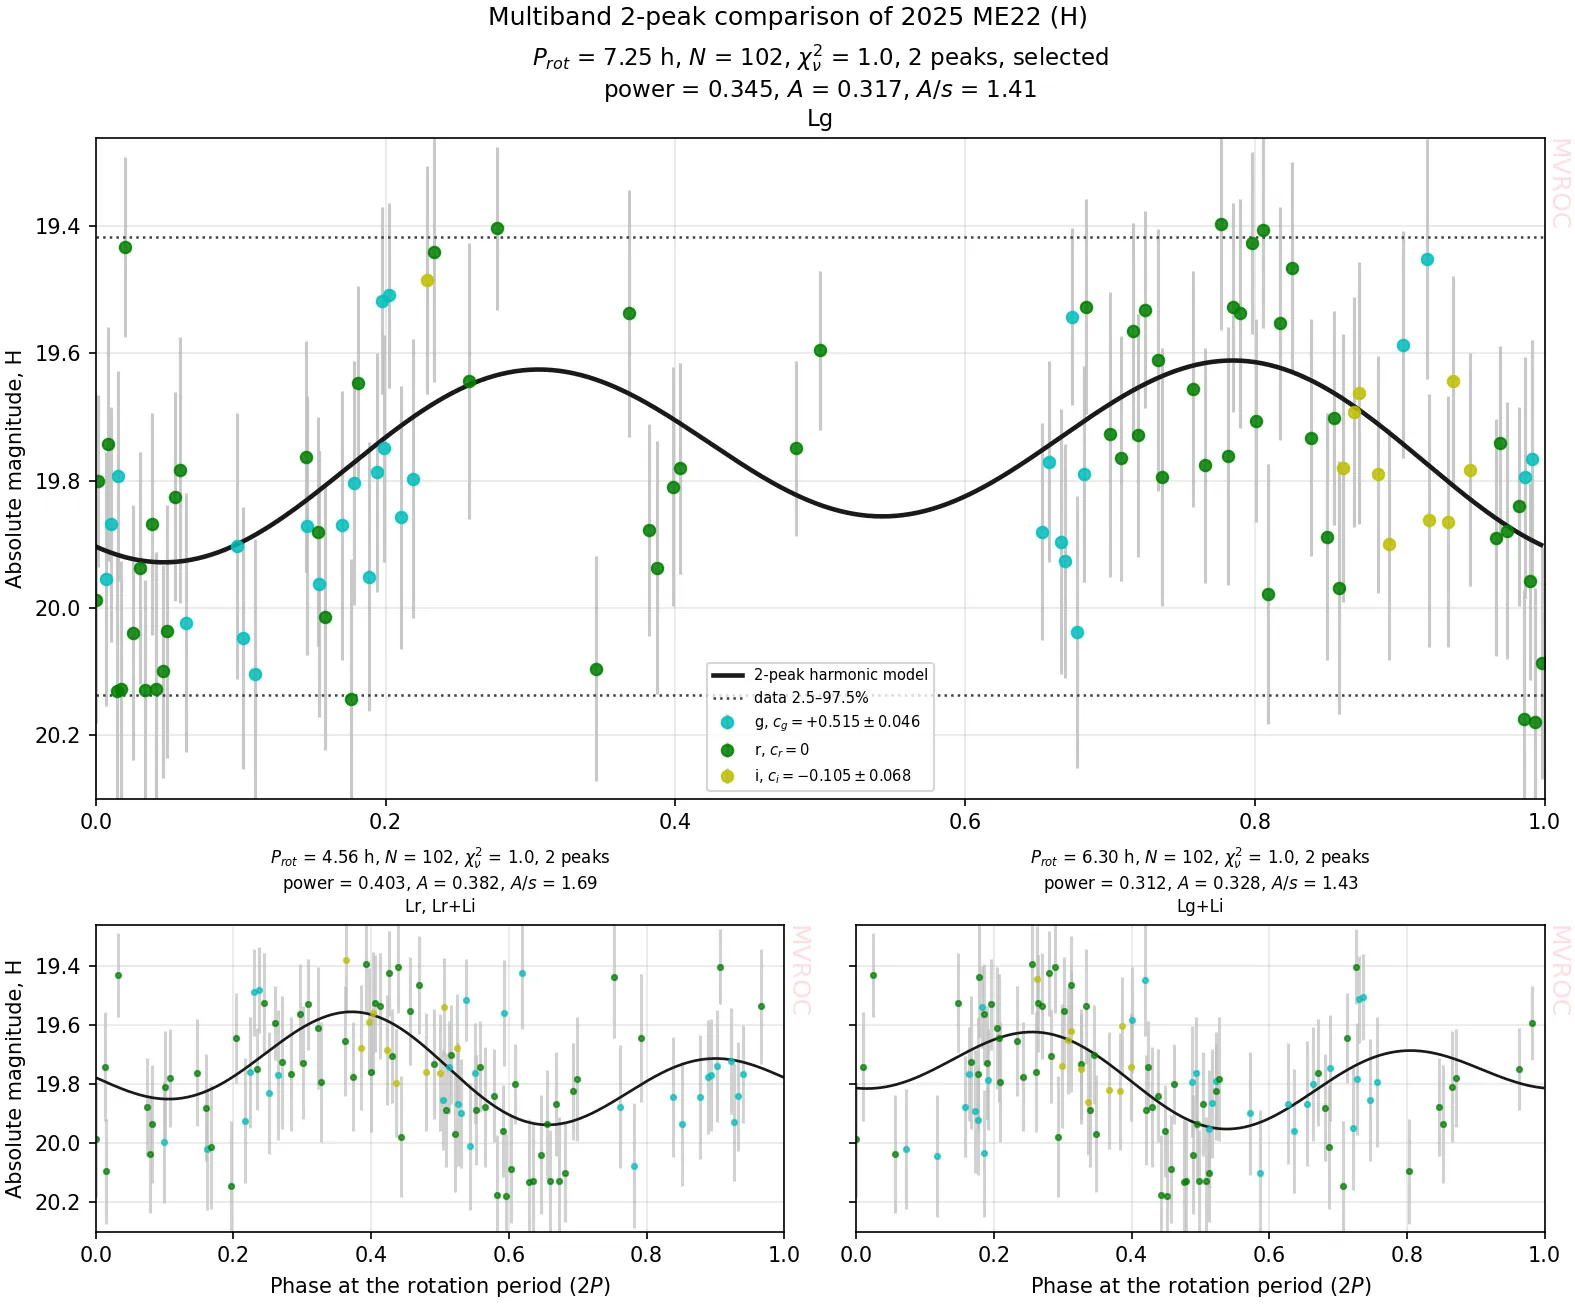 Multiband 2-peak comparison of 2025 ME22 (H)
P_rot = 7.25 h, N = 102, χ²_ν = 1.0, 2 peaks, selected
power = 0.345, A = 0.317, A/s = 1.41
Lg
MVROC
Absolute magnitude, H
19.4
19.6
19.8
20.0
20.2
2-peak harmonic model
data 2.5–97.5%
g, c_g = +0.515 ± 0.046
r, c_r = 0
i, c_i = −0.105 ± 0.068
0.0 0.2 0.4 0.6 0.8 1.0
P_rot = 4.56 h, N = 102, χ²_ν = 1.0, 2 peaks
power = 0.403, A = 0.382, A/s = 1.69
Lr, Lr+Li
MVROC
Absolute magnitude, H
19.4
19.6
19.8
20.0
20.2
0.0 0.2 0.4 0.6 0.8 1.0
Phase at the rotation period (2P)
P_rot = 6.30 h, N = 102, χ²_ν = 1.0, 2 peaks
power = 0.312, A = 0.328, A/s = 1.43
Lg+Li
MVROC
0.0 0.2 0.4 0.6 0.8 1.0
Phase at the rotation period (2P)